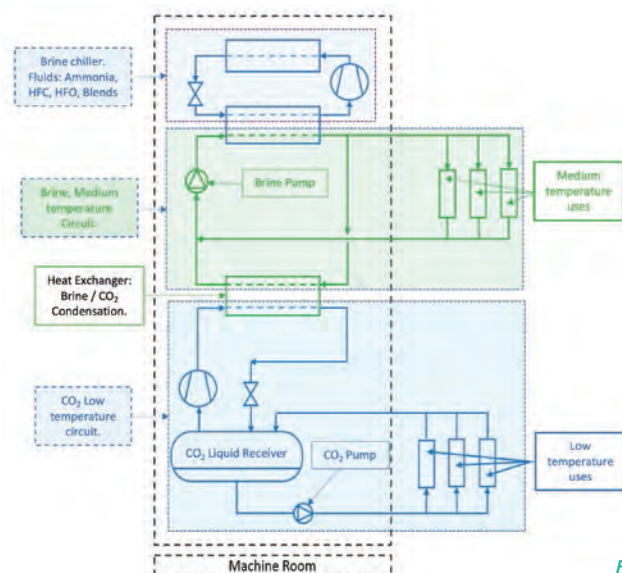 Brine chiller.
Fluids: Ammonia,
HFC, HFO, Blends
Brine, Medium
temperature
Circuit.
Brine Pump
Medium
temperature
uses
Heat Exchanger:
Brine / CO₂
Condensation.
CO₂ Low
temperature
circuit.
CO₂ Liquid Receiver
CO₂ Pump
Low
temperature
uses
Machine Room
F